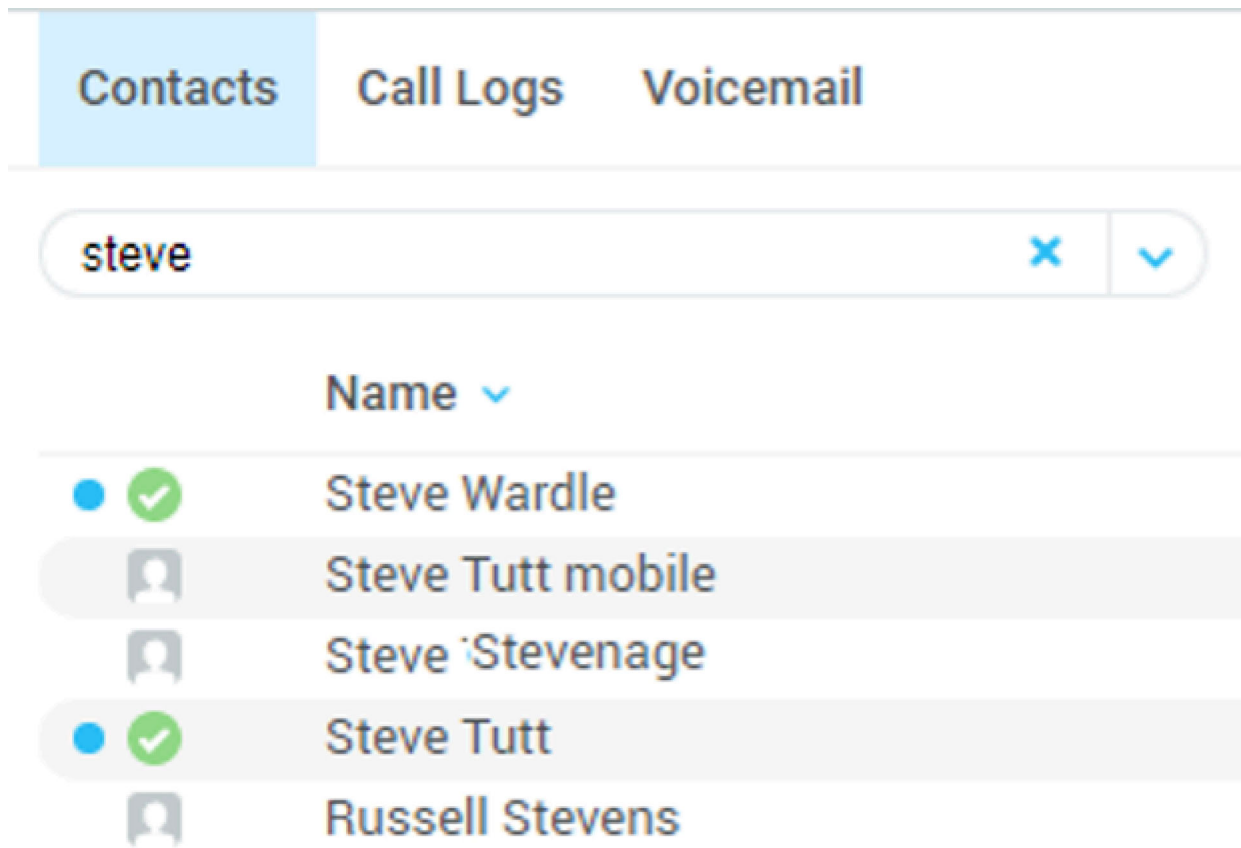 Contacts Call Logs Voicemail
steve
Name
Steve Wardle
Steve Tutt mobile
Steve Stevenage
Steve Tutt
Russell Stevens